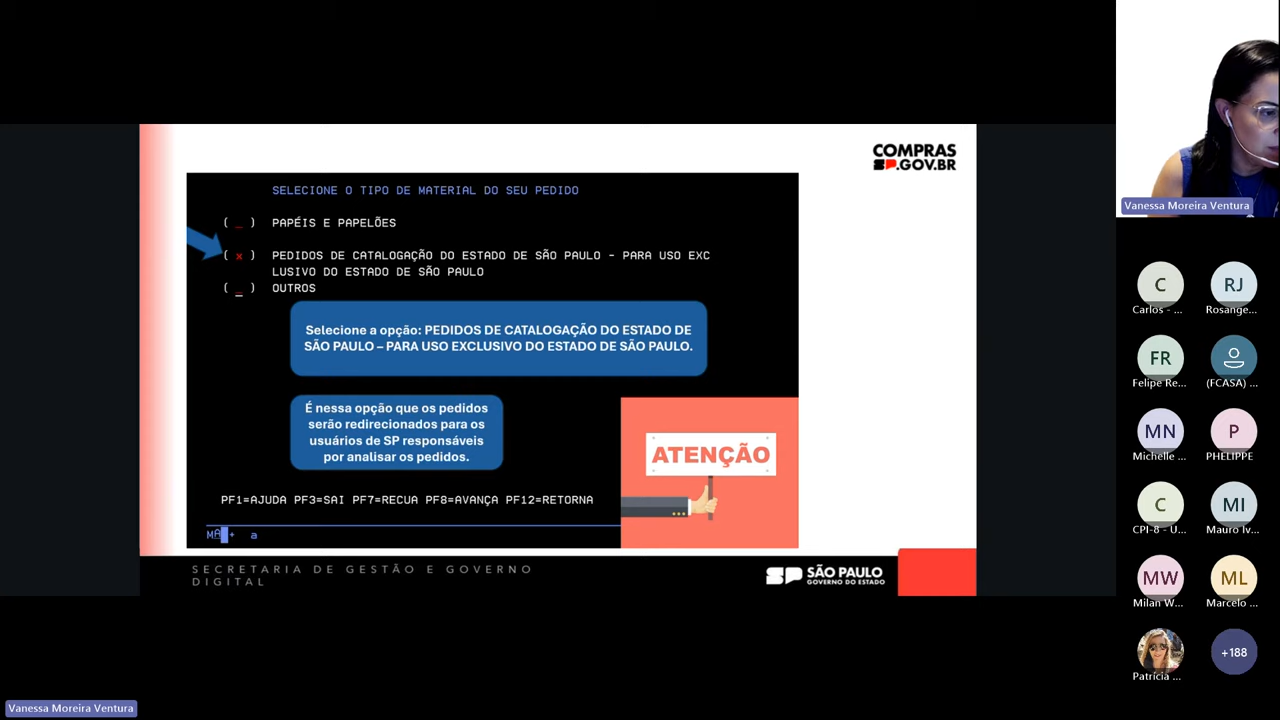 COMPRAS
SP.GOV.BR
SELECIONE O TIPO DE MATERIAL DO SEU PEDIDO
( _ ) PAPÉIS E PAPELÕES
( x ) PEDIDOS DE CATALOGAÇÃO DO ESTADO DE SÃO PAULO - PARA USO EXC
LUSIVO DO ESTADO DE SÃO PAULO
( _ ) OUTROS
Selecione a opção: PEDIDOS DE CATALOGAÇÃO DO ESTADO DE
SÃO PAULO – PARA USO EXCLUSIVO DO ESTADO DE SÃO PAULO.
É nessa opção que os pedidos
serão redirecionados para os
usuários de SP responsáveis
por analisar os pedidos.
ATENÇÃO
PF1=AJUDA PF3=SAI PF7=RECUA PF8=AVANÇA PF12=RETORNA
MA + a
SECRETARIA DE GESTÃO E GOVERNO
DIGITAL
SP SÃO PAULO
GOVERNO DO ESTADO
Vanessa Moreira Ventura
C
Carlos - ...
RJ
Rosange...
FR
Felipe Re...
(FCASA) ...
MN
Michelle ...
P
PHELIPPE
C
CPI-8 - U...
MI
Mauro Iv...
MW
Milan W...
ML
Marcelo ...
Patrícia ...
+188
Vanessa Moreira Ventura